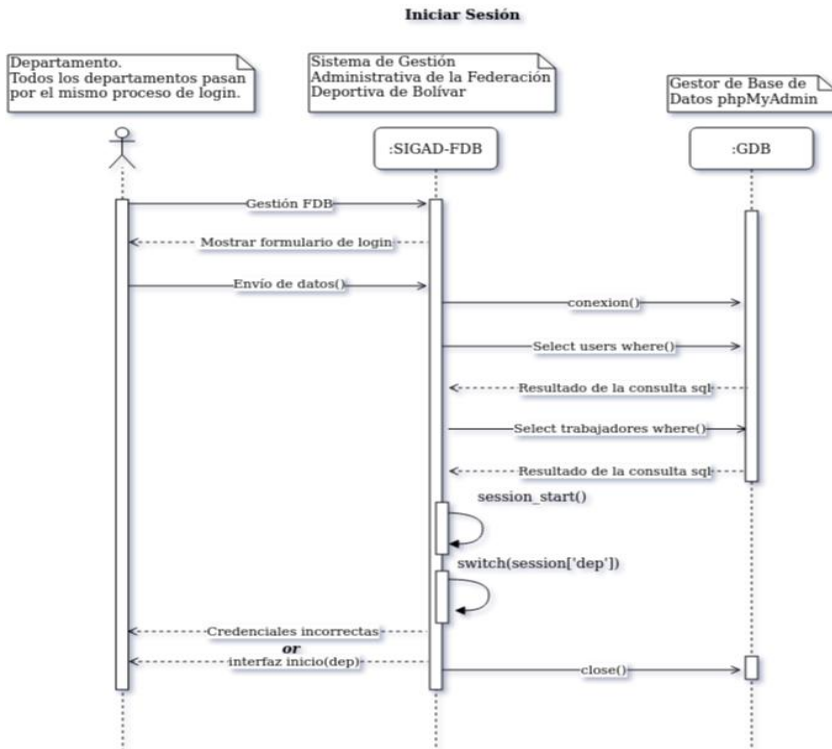 Iniciar Sesión
Departamento.
Todos los departamentos pasan
por el mismo proceso de login.
Sistema de Gestión
Administrativa de la Federación
Deportiva de Bolívar
Gestor de Base de
Datos phpMyAdmin
:SIGAD-FDB
:GDB
Gestión FDB
Mostrar formulario de login
Envío de datos()
conexion()
Select users where()
Resultado de la consulta sql
Select trabajadores where()
Resultado de la consulta sql
session_start()
switch(session['dep'])
Credenciales incorrectas
or
interfaz inicio(dep)
close()